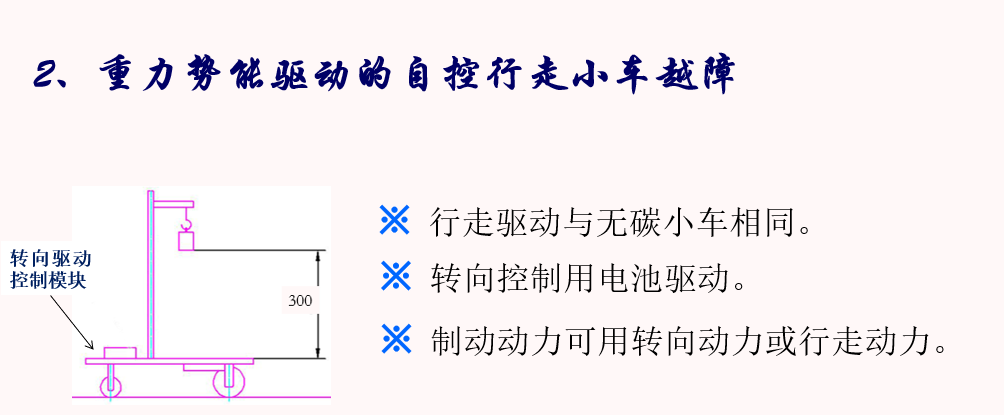 2、重力势能驱动的自控行走小车越障
※ 行走驱动与无碳小车相同。
转向驱动
控制模块
※ 转向控制用电池驱动。
300
※ 制动动力可用转向动力或行走动力。